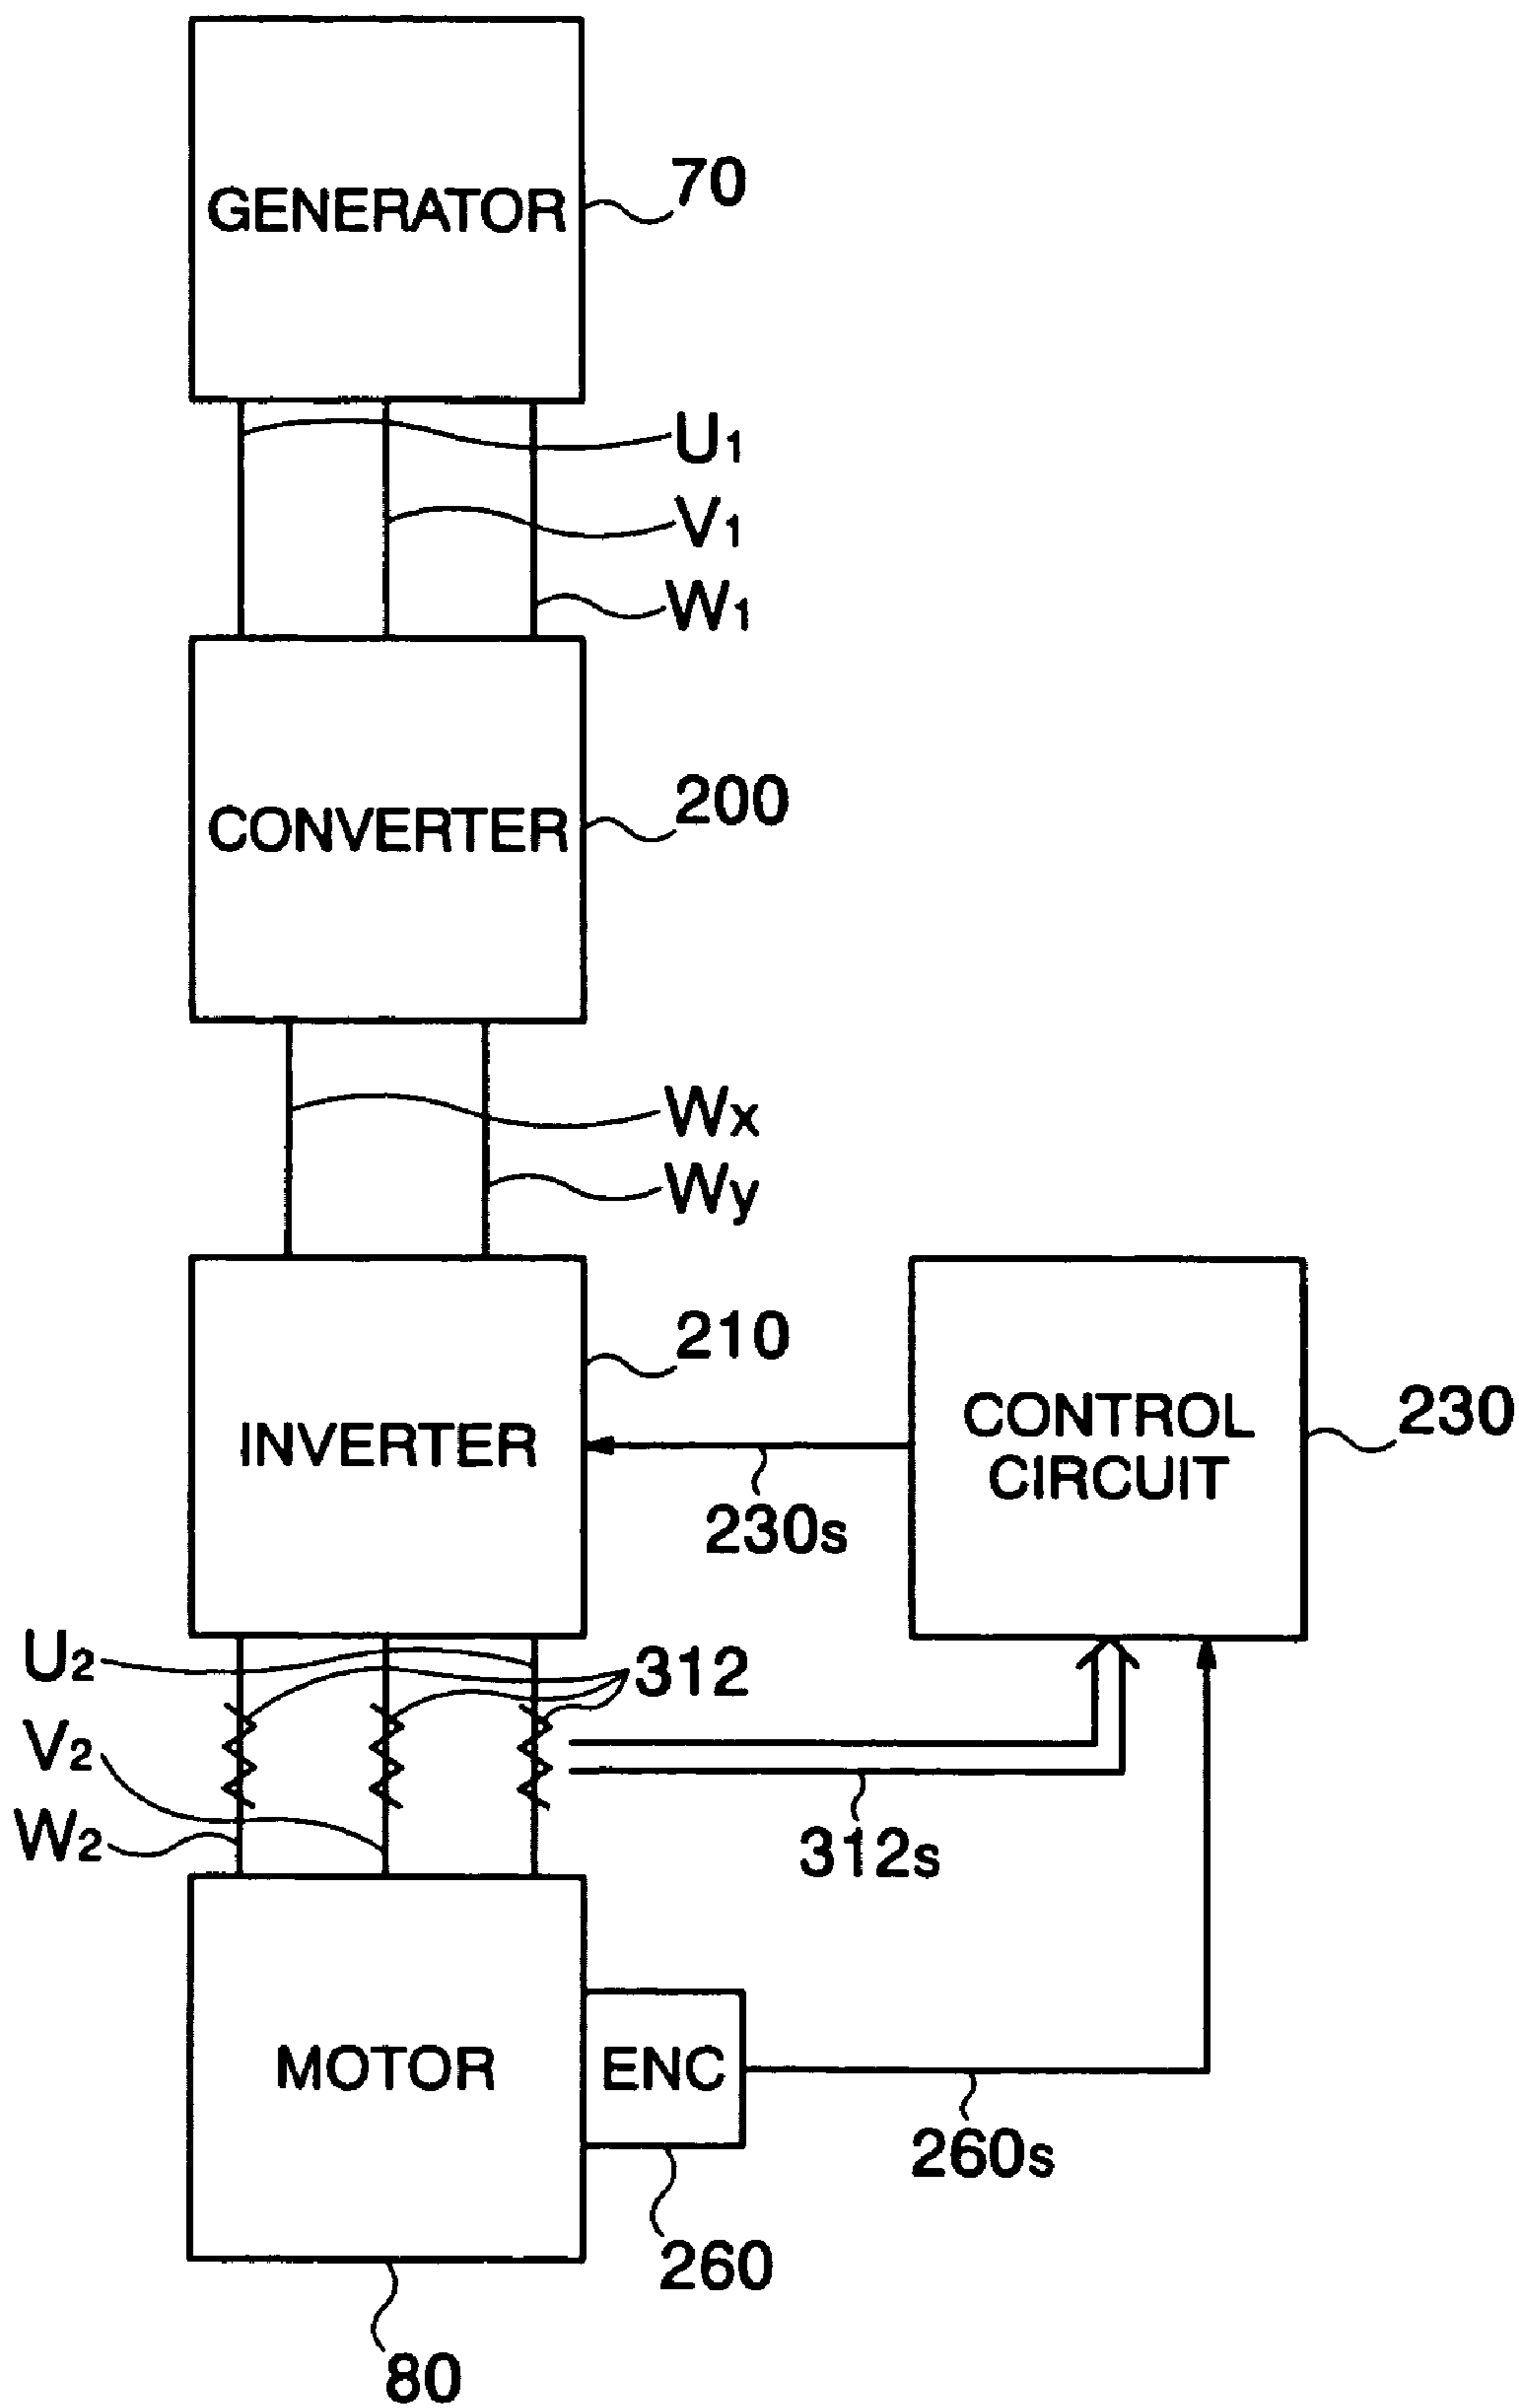 GENERATOR
70
U1
V1
W1
CONVERTER
200
Wx
Wy
INVERTER
210
CONTROL
CIRCUIT
230
230s
U2
312
V2
W2
312s
MOTOR
ENC
260s
260
80